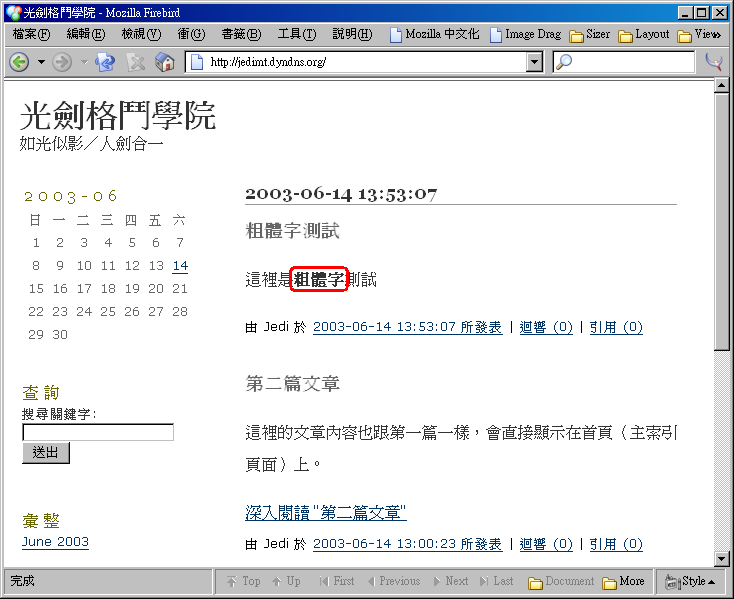 光劍格鬥學院 - Mozilla Firebird
檔案(F) 編輯(E) 檢視(V) 衝(G) 書籤(B) 工具(T) 說明(H) Mozilla 中文化 Image Drag Sizer Layout View
http://jedimt.dyndns.org/
光劍格鬥學院
如光似影／人劍合一
2003-06
日 一 二 三 四 五 六
1 2 3 4 5 6 7
8 9 10 11 12 13 14
15 16 17 18 19 20 21
22 23 24 25 26 27 28
29 30
查詢
搜尋關鍵字:
送出
彙整
June 2003
2003-06-14 13:53:07
粗體字測試
這裡是粗體字測試
由 Jedi 於 2003-06-14 13:53:07 所發表 | 迴響 (0) | 引用 (0)
第二篇文章
這裡的文章內容也跟第一篇一樣，會直接顯示在首頁（主索引
頁面）上。
深入閱讀 "第二篇文章"
由 Jedi 於 2003-06-14 13:00:23 所發表 | 迴響 (0) | 引用 (0)
完成 Top Up First Previous Next Last Document More Style